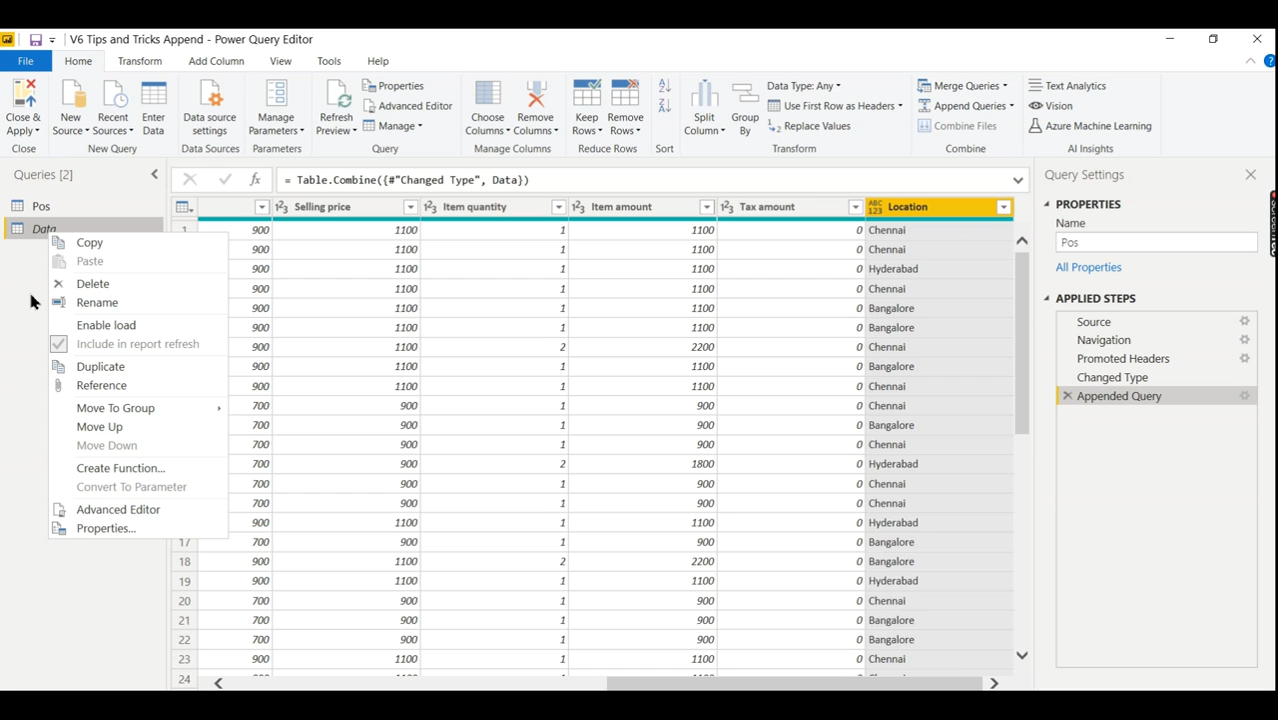 V6 Tips and Tricks Append - Power Query Editor
File Home Transform Add Column View Tools Help
Close & Apply
New Source
Recent Sources
Enter Data
Data source settings
Manage Parameters
Refresh Preview
Properties
Advanced Editor
Manage
Choose Columns
Remove Columns
Keep Rows
Remove Rows
Split Column
Group By
Data Type: Any
Use First Row as Headers
Replace Values
Merge Queries
Append Queries
Combine Files
Text Analytics
Vision
Azure Machine Learning
Close New Query Data Sources Parameters Query Manage Columns Reduce Rows Sort Transform Combine AI Insights
Queries [2]
Pos
Data
Copy
Paste
Delete
Rename
Enable load
Include in report refresh
Duplicate
Reference
Move To Group
Move Up
Move Down
Create Function...
Convert To Parameter
Advanced Editor
Properties...
= Table.Combine({#"Changed Type", Data})
Selling price Item quantity Item amount Tax amount Location
1 900 1100 1 1100 0 Chennai
900 1100 1 1100 0 Chennai
900 1100 1 1100 0 Hyderabad
900 1100 1 1100 0 Chennai
900 1100 1 1100 0 Bangalore
900 1100 1 1100 0 Bangalore
900 1100 2 2200 0 Chennai
900 1100 1 1100 0 Bangalore
900 1100 1 1100 0 Chennai
700 900 1 900 0 Chennai
700 900 1 900 0 Bangalore
700 900 1 900 0 Chennai
700 900 2 1800 0 Hyderabad
700 900 1 900 0 Chennai
700 900 1 900 0 Chennai
900 1100 1 1100 0 Hyderabad
17 700 900 1 900 0 Bangalore
18 900 1100 2 2200 0 Bangalore
19 900 1100 1 1100 0 Hyderabad
20 700 900 1 900 0 Chennai
21 700 900 1 900 0 Bangalore
22 700 900 1 900 0 Bangalore
23 900 1100 1 1100 0 Chennai
24
Query Settings
PROPERTIES
Name
Pos
All Properties
APPLIED STEPS
Source
Navigation
Promoted Headers
Changed Type
Appended Query